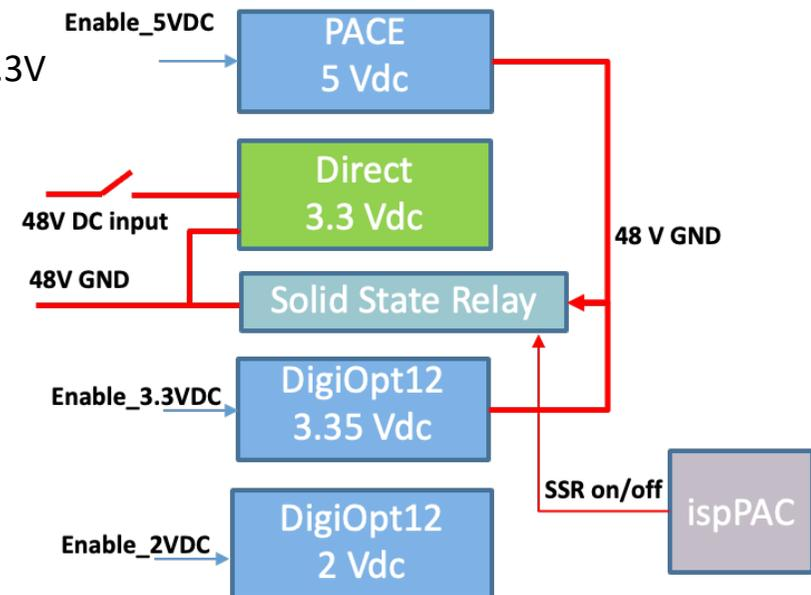 Enable_5VDC
PACE
5 Vdc
.3V
Direct
3.3 Vdc
48V DC input
48 V GND
48V GND
Solid State Relay
DigiOpt12
3.35 Vdc
Enable_3.3VDC
SSR on/off
ispPAC
DigiOpt12
2 Vdc
Enable_2VDC